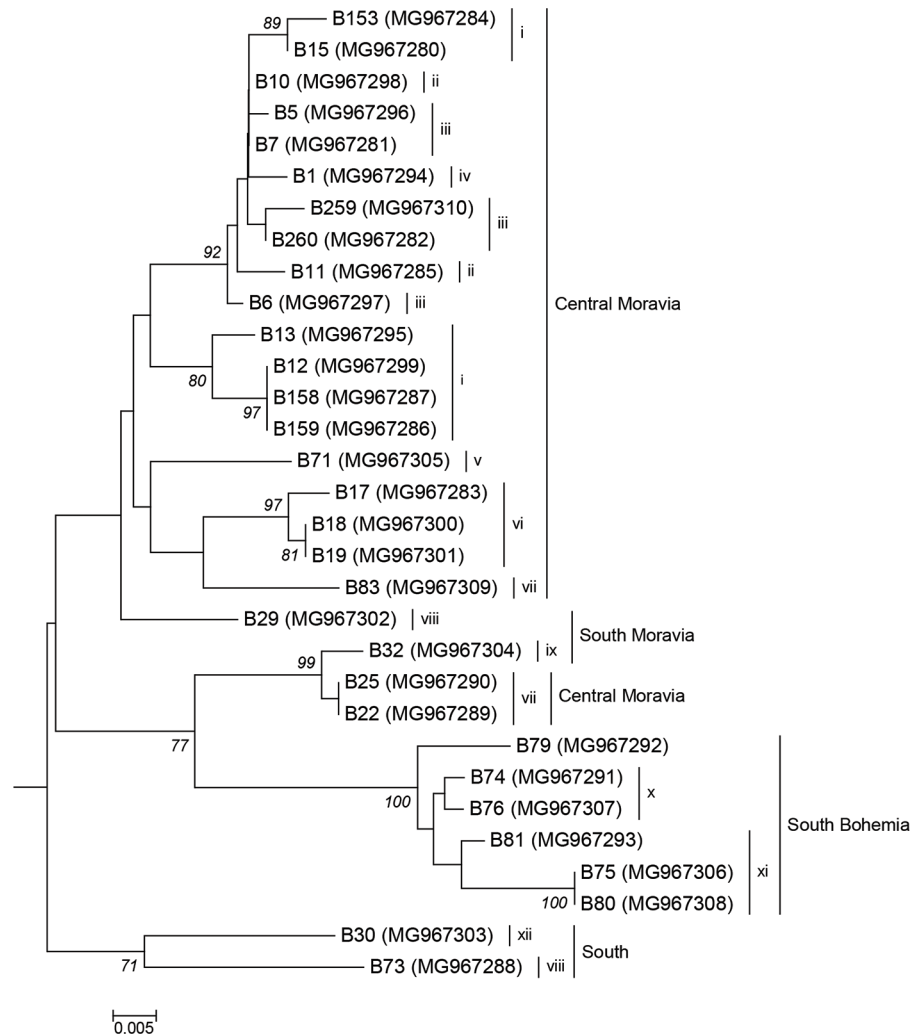 89
B153 (MG967284)
i
B15 (MG967280)
B10 (MG967298)
ii
B5 (MG967296)
iii
B7 (MG967281)
B1 (MG967294)
iv
B259 (MG967310)
iii
B260 (MG967282)
92
B11 (MG967285)
ii
B6 (MG967297)
iii
Central Moravia
B13 (MG967295)
80
B12 (MG967299)
i
B158 (MG967287)
97
B159 (MG967286)
B71 (MG967305)
v
97
B17 (MG967283)
B18 (MG967300)
vi
81
B19 (MG967301)
B83 (MG967309)
vii
B29 (MG967302)
viii
South Moravia
99
B32 (MG967304)
ix
B25 (MG967290)
vii
Central Moravia
B22 (MG967289)
77
B79 (MG967292)
B74 (MG967291)
x
100
B76 (MG967307)
South Bohemia
B81 (MG967293)
B75 (MG967306)
xi
100
B80 (MG967308)
B30 (MG967303)
xii
South
71
B73 (MG967288)
viii
0.005